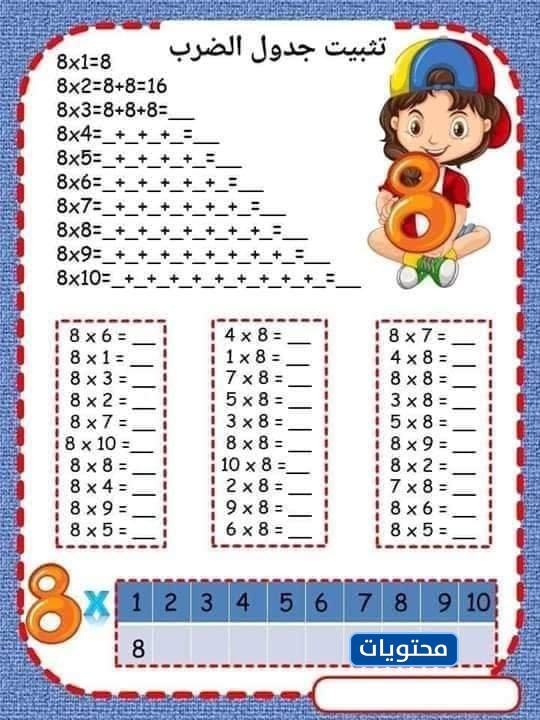 تثبيت جدول الضرب
8x1=8
8x2=8+8=16
8x3=8+8+8=__
8x4=_+_+_+_=__
8x5=_+_+_+_+_=__
8x6=_+_+_+_+_+_=__
8x7=_+_+_+_+_+_+_=__
8x8=_+_+_+_+_+_+_+_=__
8x9=_+_+_+_+_+_+_+_+_=__
8x10=_+_+_+_+_+_+_+_+_+_=__
8
8 x 6 = __
8 x 1 = __
8 x 3 = __
8 x 2 = __
8 x 7 = __
8 x 10 = __
8 x 8 = __
8 x 4 = __
8 x 9 = __
8 x 5 = __
4 x 8 = __
1 x 8 = __
7 x 8 = __
5 x 8 = __
3 x 8 = __
8 x 8 = __
10 x 8 = __
2 x 8 = __
9 x 8 = __
6 x 8 = __
8 x 7 = __
4 x 8 = __
8 x 8 = __
3 x 8 = __
5 x 8 = __
8 x 9 = __
8 x 2 = __
7 x 8 = __
8 x 6 = __
8 x 5 = __
8 x 1 2 3 4 5 6 7 8 9 10
8
محتويات